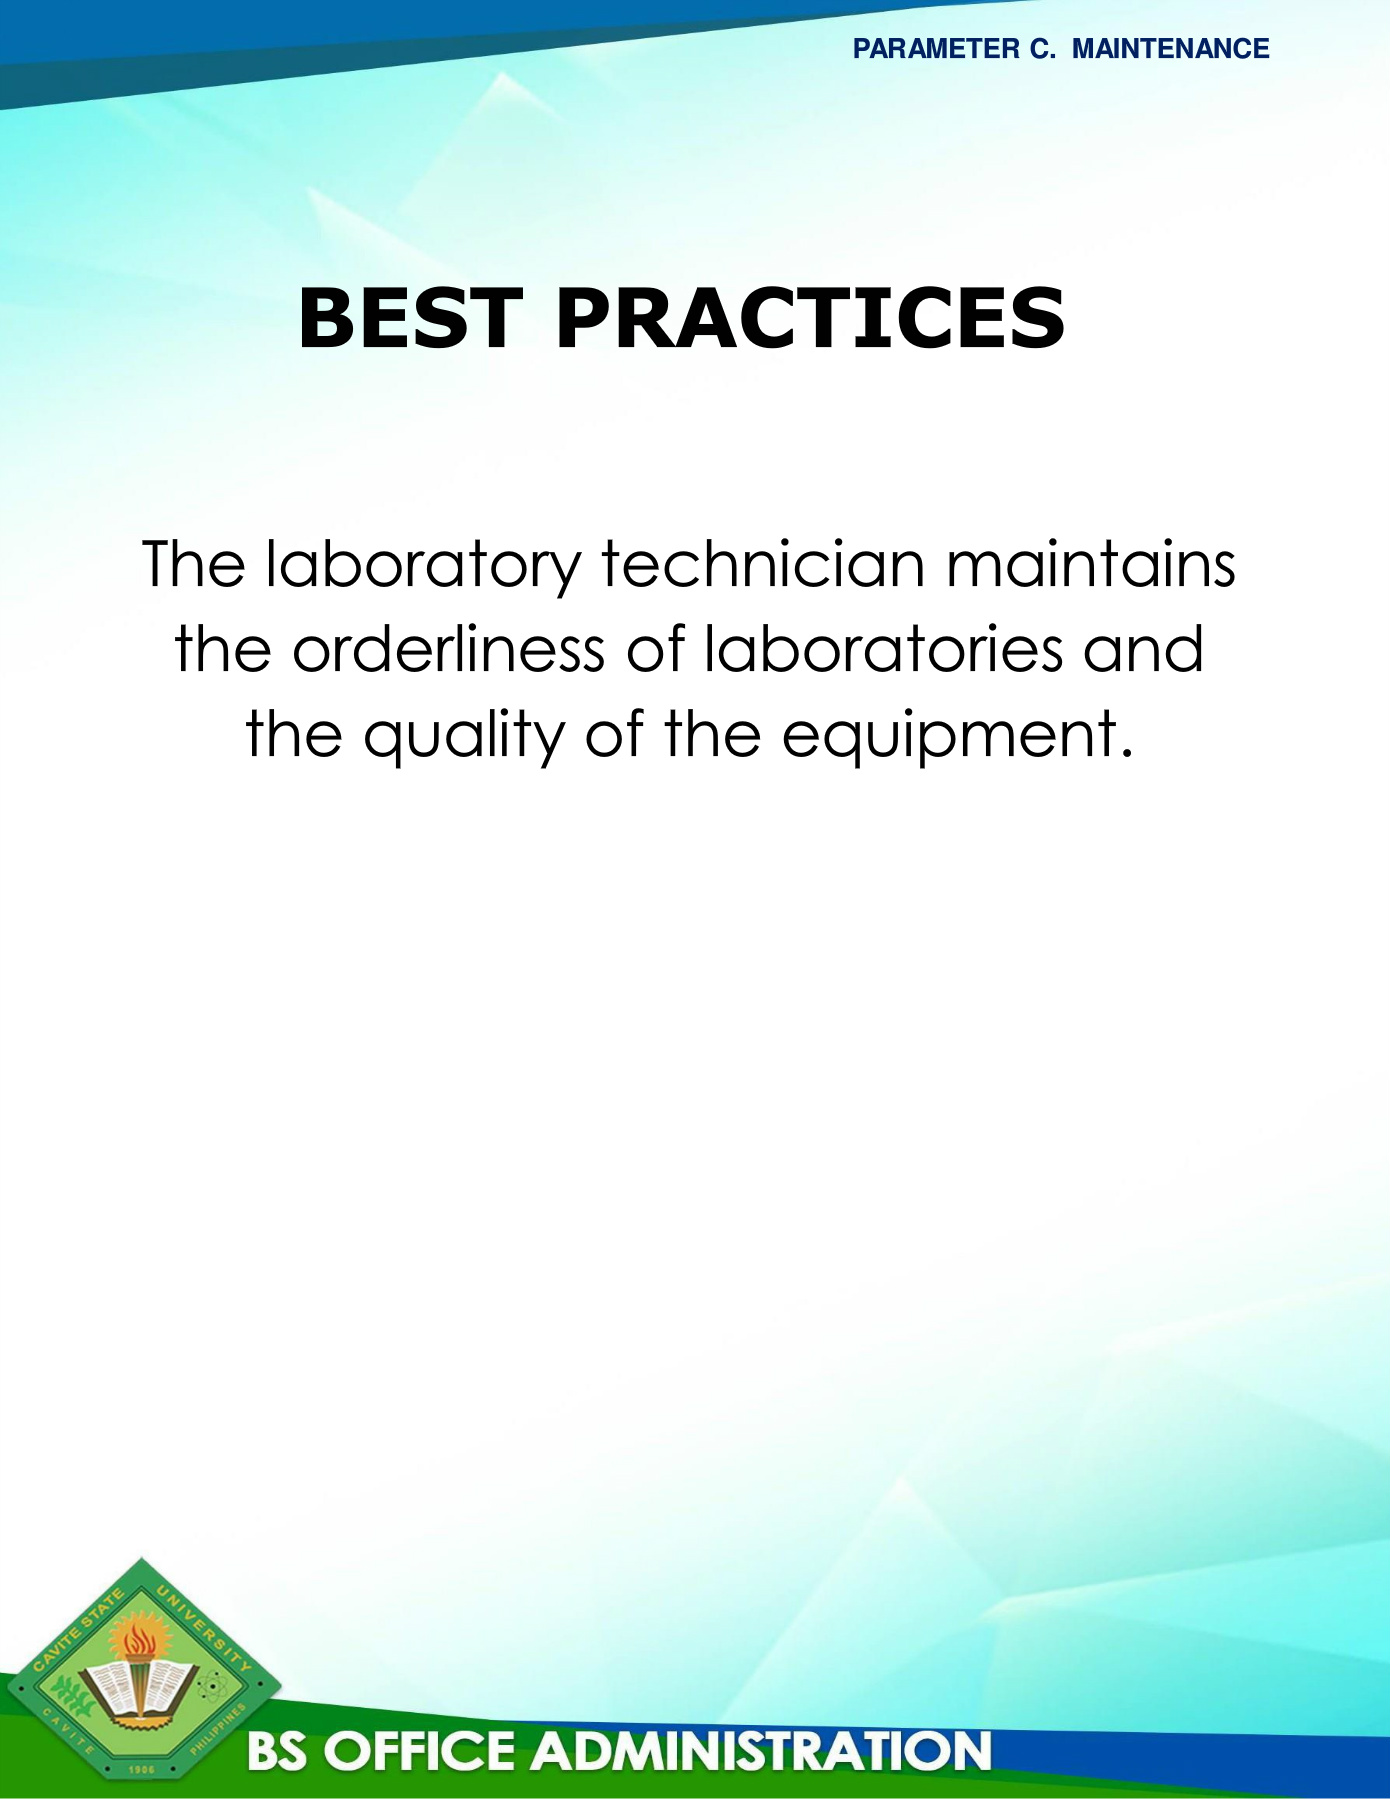 PARAMETER C. MAINTENANCE
BEST PRACTICES
The laboratory technician maintains
the orderliness of laboratories and
the quality of the equipment.
CAVITE STATE UNIVERSITY
CAVITE 1906 PHILIPPINES
BS OFFICE ADMINISTRATION